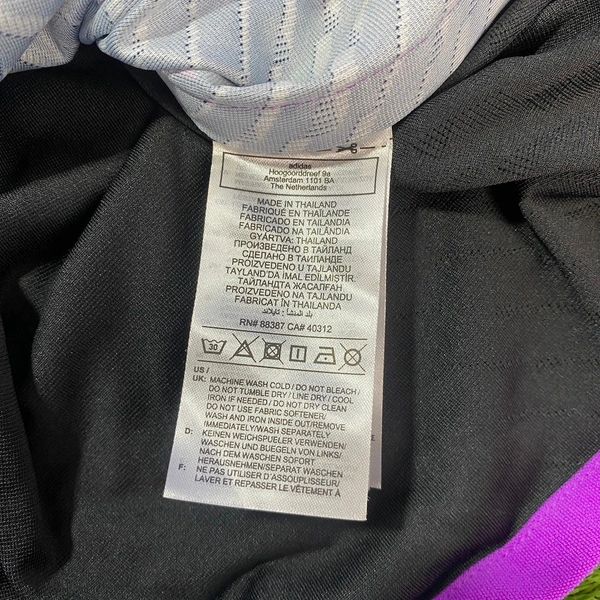 adidas
Hoogoorddreef 9a
Amsterdam 1101 BA
The Netherlands
MADE IN THAILAND
FABRIQUÉ EN THAÏLANDE
FABRICADO EN TAILANDIA
FABRICADO NA TAILÂNDIA
GYÁRTVA: THAILAND
ПРОИЗВЕДЕНО В ТАЙЛАНД
СДЕЛАНО В ТАИЛАНДЕ
PROIZVEDENO U TAJLANDU
TAYLAND'DA İMAL EDİLMİŞTİR.
ТАЙЛАНДТА ЖАСАЛҒАН
PROIZVEDENO NA TAJLANDU
FABRICAT ÎN THAILANDA
بلد المنشأ : تايلاند
RN# 88387 CA# 40312
30
US /
UK: MACHINE WASH COLD / DO NOT BLEACH /
DO NOT TUMBLE DRY / LINE DRY / COOL
IRON IF NEEDED / DO NOT DRY CLEAN
DO NOT USE FABRIC SOFTENER/
WASH AND IRON INSIDE OUT/REMOVE
IMMEDIATELY/WASH SEPARATELY
D: KEINEN WEICHSPUELER VERWENDEN/
WASCHEN UND BUEGELN VON LINKS/
NACH DEM WASCHEN SOFORT
HERAUSNEHMEN/SEPARAT WASCHEN
F: NE PAS UTILISER D'ASSOUPLISSEUR/
LAVER ET REPASSER LE VÊTEMENT À